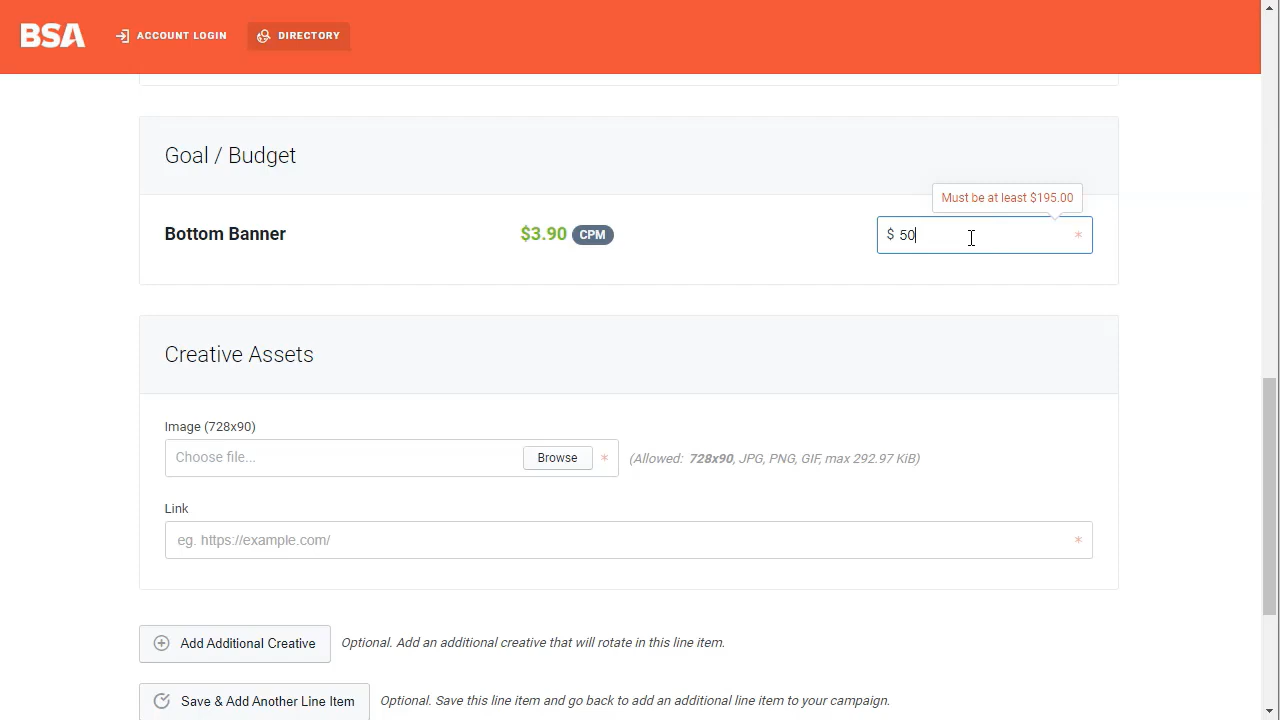 BSA ACCOUNT LOGIN DIRECTORY
Goal / Budget
Must be at least $195.00
Bottom Banner $3.90 CPM $ 50 *
Creative Assets
Image (728x90)
Choose file... Browse * (Allowed: 728x90, JPG, PNG, GIF, max 292.97 KiB)
Link
eg. https://example.com/ *
Add Additional Creative Optional. Add an additional creative that will rotate in this line item.
Save & Add Another Line Item Optional. Save this line item and go back to add an additional line item to your campaign.